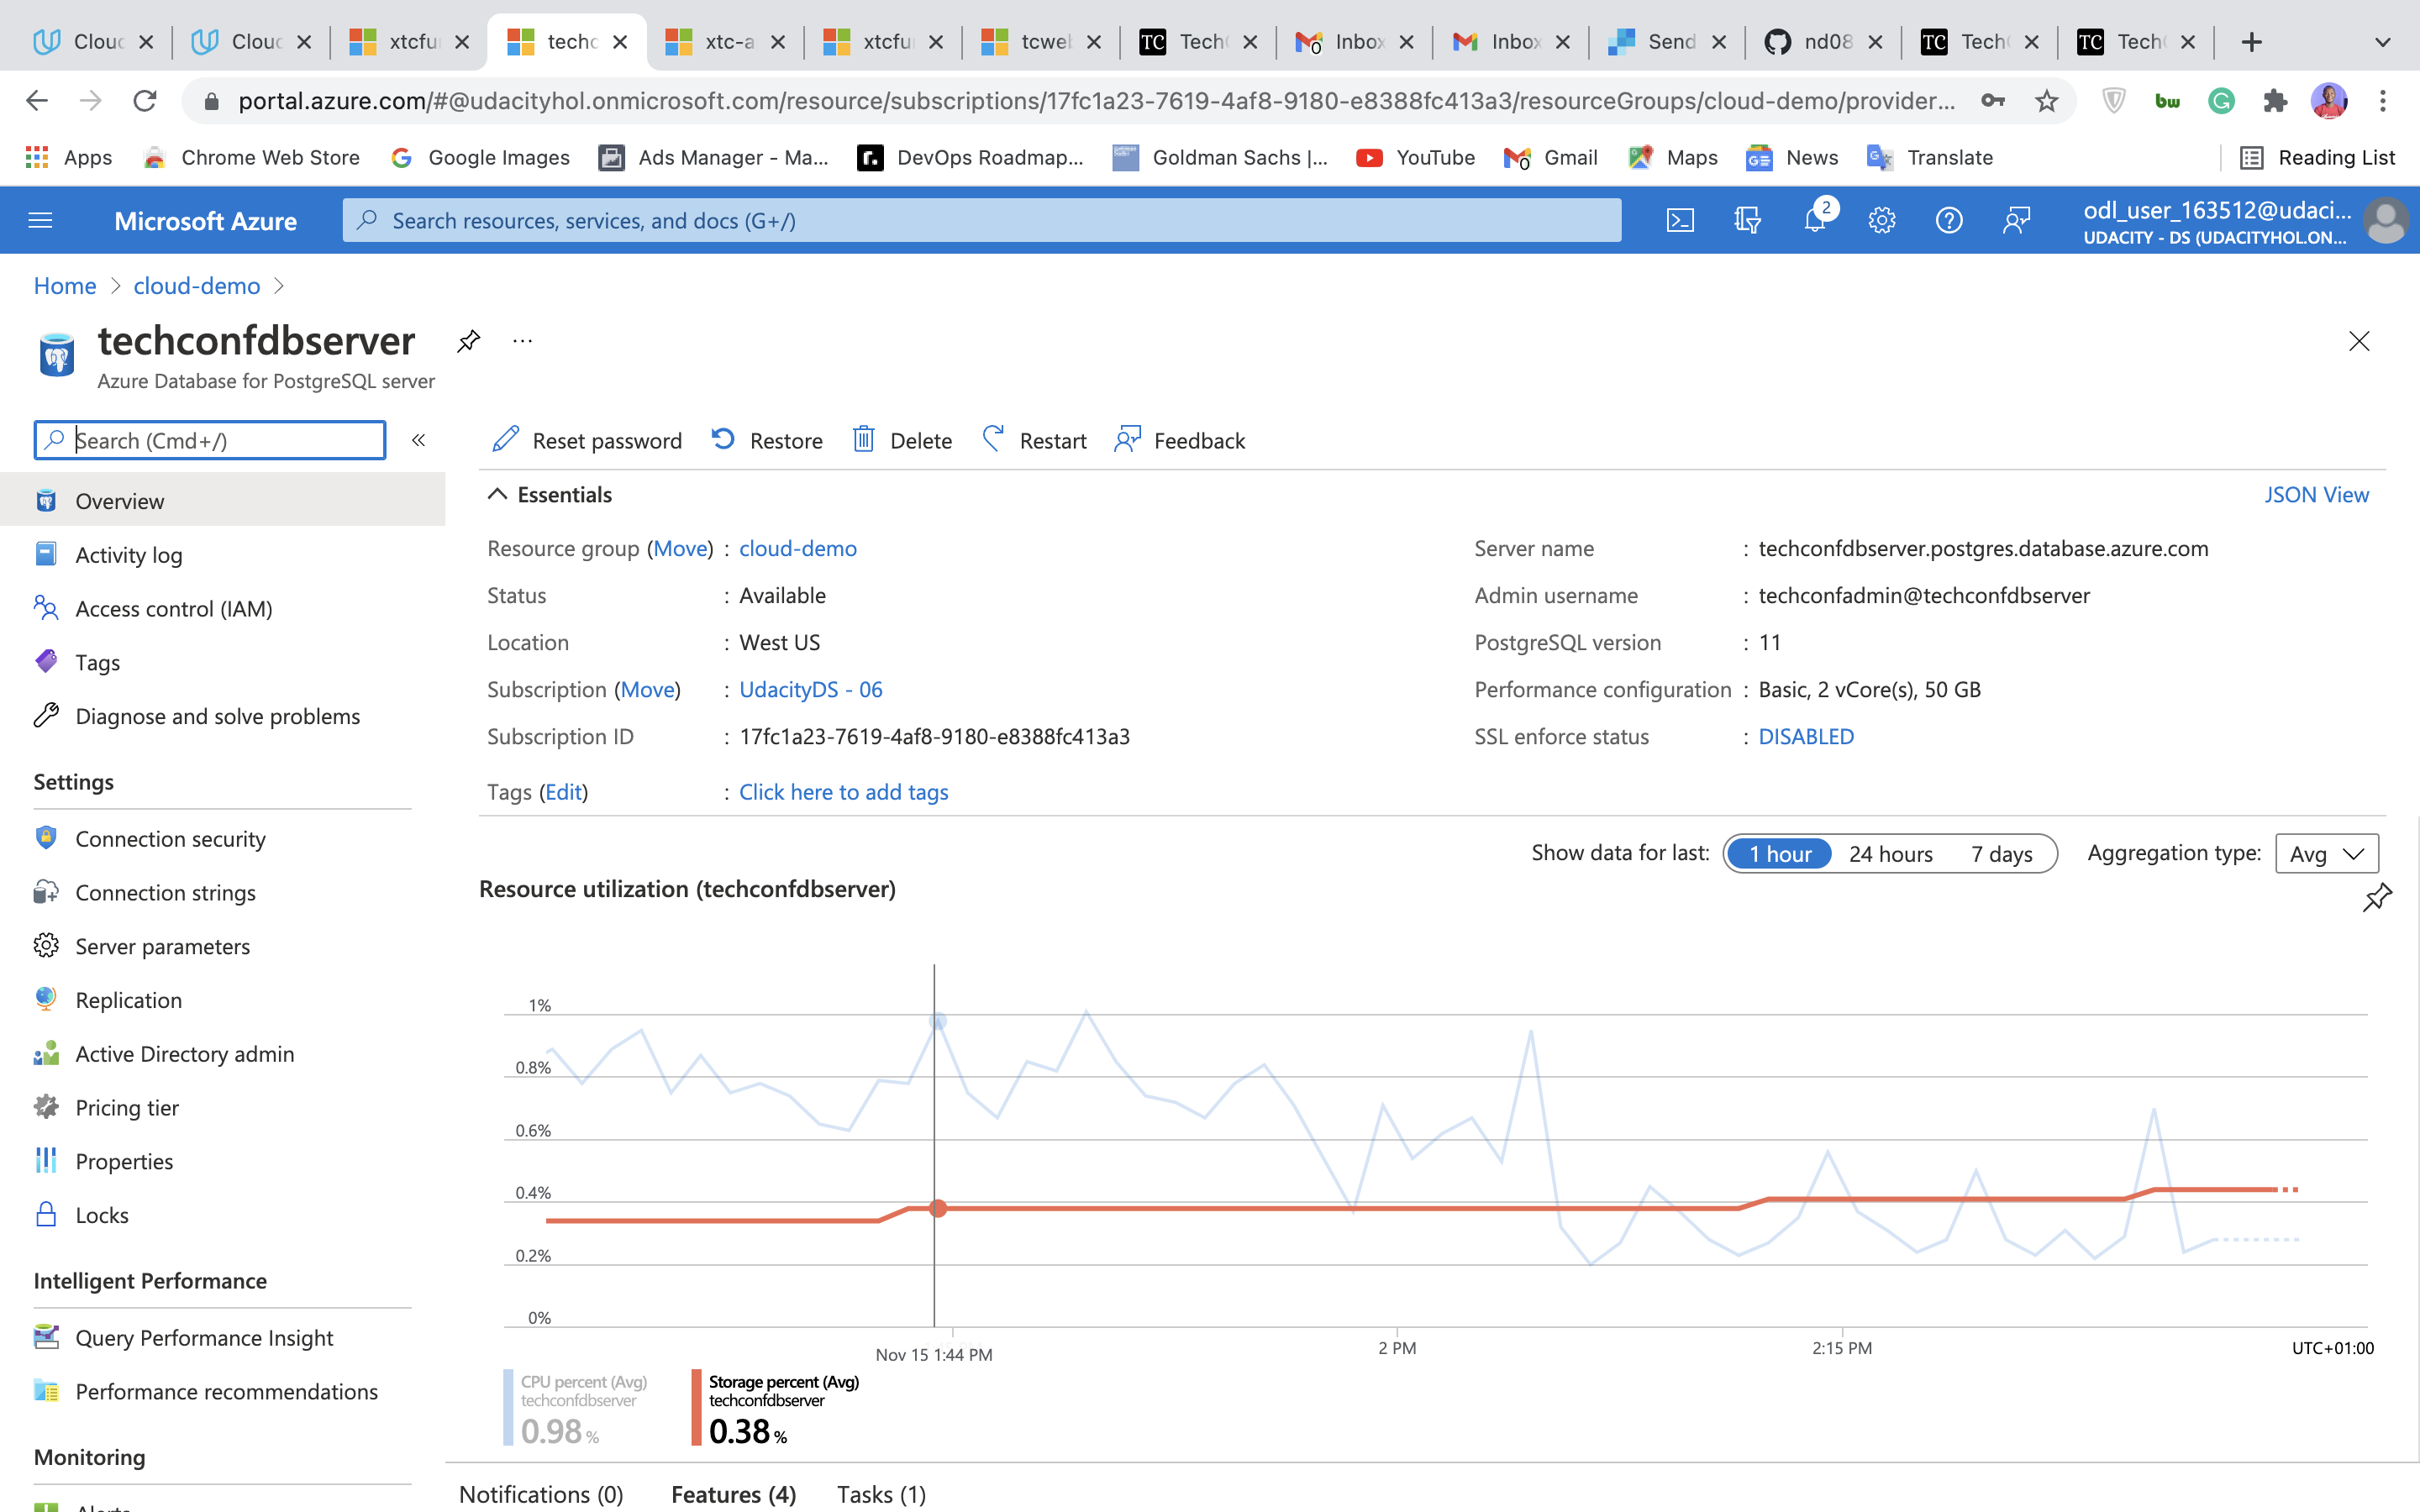 Clouc
Clouc
xtcfu
techc
xtc-a
xtcfu
tcwe
TC Tech
Inbox
Inbox
Send
nd08
TC Tech
TC Tech
portal.azure.com/#@udacityhol.onmicrosoft.com/resource/subscriptions/17fc1a23-7619-4af8-9180-e8388fc413a3/resourceGroups/cloud-demo/provider...
bw
Apps
Chrome Web Store
Google Images
Ads Manager - Ma...
r.
DevOps Roadmap...
Goldman Sachs |...
YouTube
Gmail
Maps
News
Translate
Reading List
Microsoft Azure
Search resources, services, and docs (G+/)
2
odl_user_163512@udaci...
UDACITY - DS (UDACITYHOL.ON...
Home > cloud-demo >
techconfdbserver ...
Azure Database for PostgreSQL server
Search (Cmd+/) «
Reset password
Restore
Delete
Restart
Feedback
Overview
Activity log
Access control (IAM)
Tags
Diagnose and solve problems
Settings
Connection security
Connection strings
Server parameters
Replication
Active Directory admin
Pricing tier
Properties
Locks
Intelligent Performance
Query Performance Insight
Performance recommendations
Monitoring
Alerts
Essentials
JSON View
Resource group (Move) : cloud-demo
Status : Available
Location : West US
Subscription (Move) : UdacityDS - 06
Subscription ID : 17fc1a23-7619-4af8-9180-e8388fc413a3
Tags (Edit) : Click here to add tags
Server name : techconfdbserver.postgres.database.azure.com
Admin username : techconfadmin@techconfdbserver
PostgreSQL version : 11
Performance configuration : Basic, 2 vCore(s), 50 GB
SSL enforce status : DISABLED
Show data for last: 1 hour 24 hours 7 days Aggregation type: Avg
Resource utilization (techconfdbserver)
1%
0.8%
0.6%
0.4%
0.2%
0%
Nov 15 1:44 PM
2 PM
2:15 PM
UTC+01:00
CPU percent (Avg)
techconfdbserver
0.98 %
Storage percent (Avg)
techconfdbserver
0.38 %
Notifications (0)
Features (4)
Tasks (1)